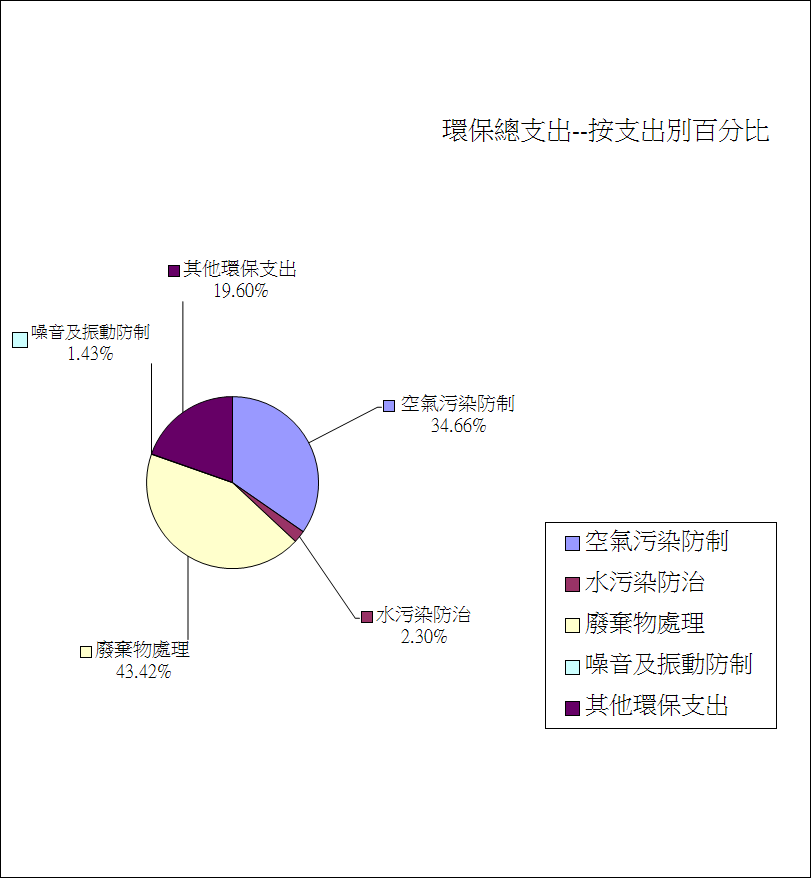 環保總支出--按支出別百分比
其他環保支出
19.60%
噪音及振動防制
1.43%
空氣污染防制
34.66%
水污染防治
2.30%
廢棄物處理
43.42%
空氣污染防制
水污染防治
廢棄物處理
噪音及振動防制
其他環保支出